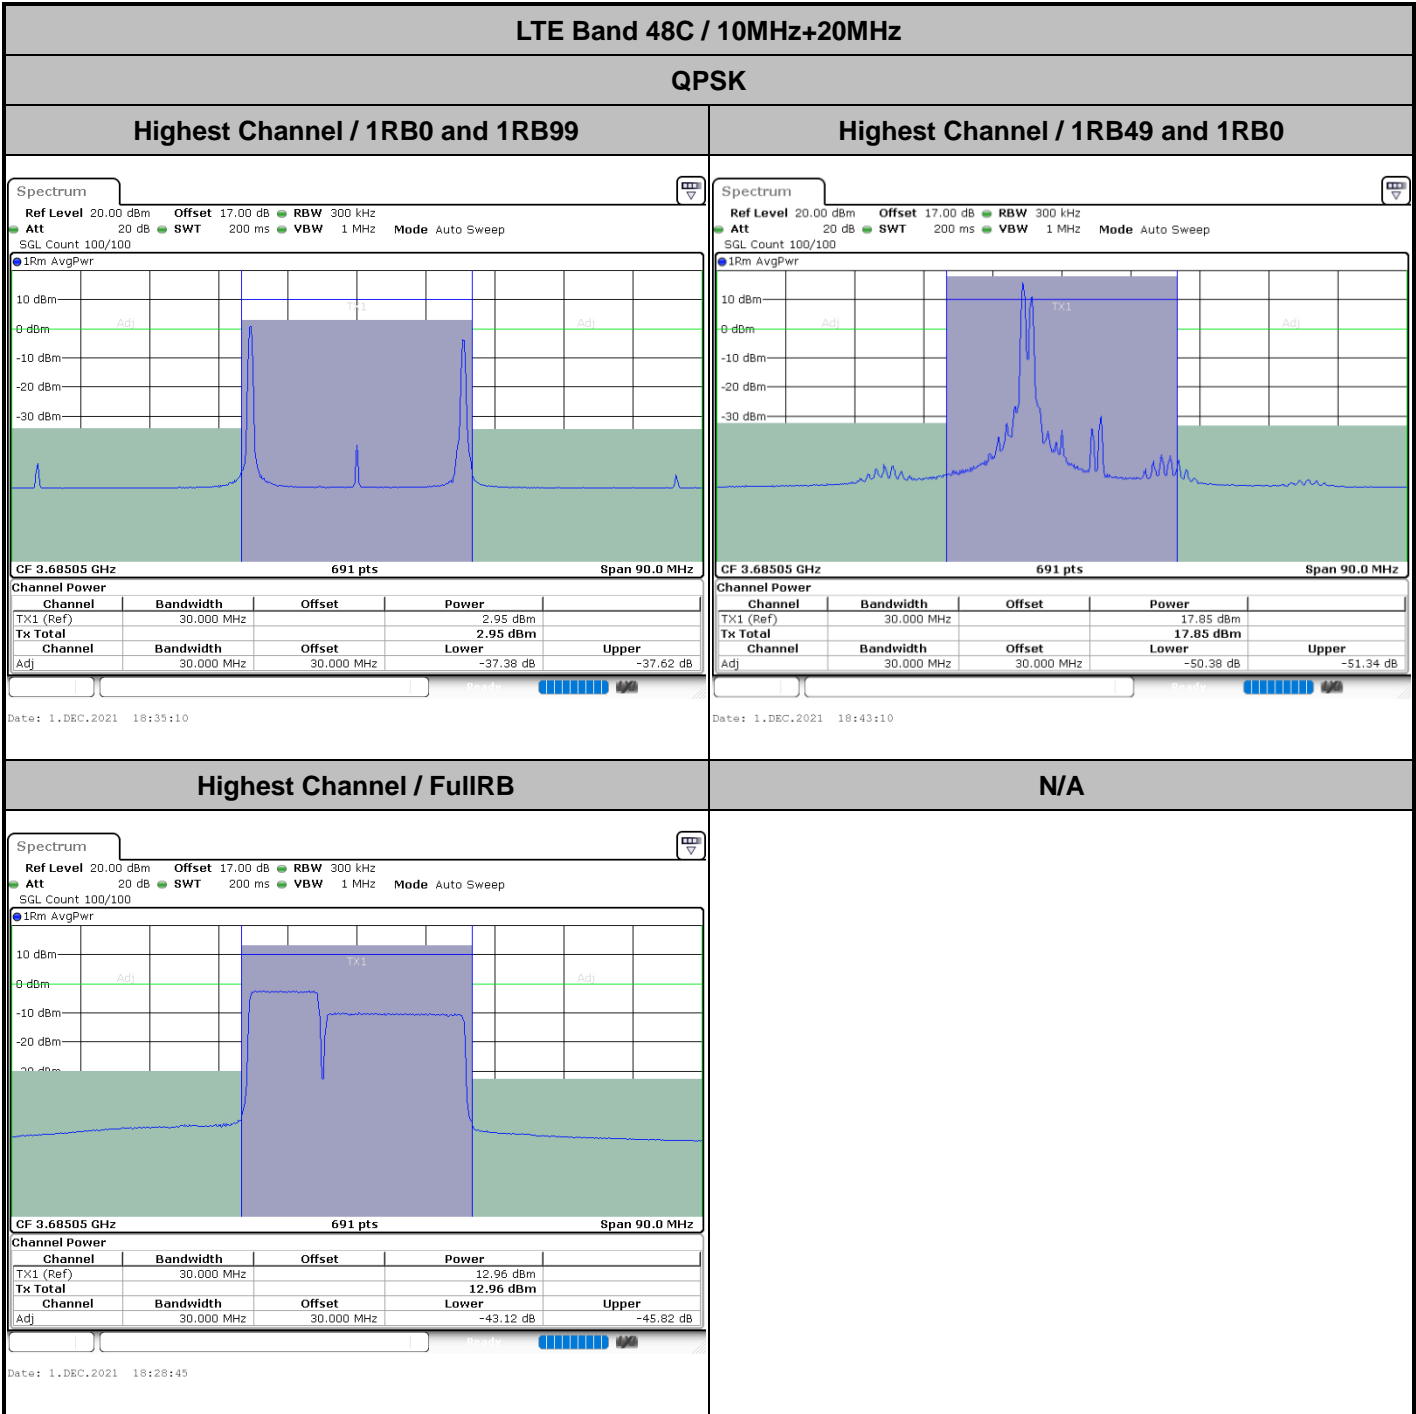 LTE Band 48C / 10MHz+20MHz
QPSK
Highest Channel / 1RB0 and 1RB99
Highest Channel / 1RB49 and 1RB0
Spectrum
Ref Level 20.00 dBm Offset 17.00 dB RBW 300 kHz
Att 20 dB SWT 200 ms VBW 1 MHz Mode Auto Sweep
SGL Count 100/100
1Rm AvgPwr
10 dBm
TX1
Adj
Adj
0 dBm
-10 dBm
-20 dBm
-30 dBm
CF 3.68505 GHz 691 pts Span 90.0 MHz
Channel Power
Channel Bandwidth Offset Power
TX1 (Ref) 30.000 MHz 2.95 dBm
Tx Total 2.95 dBm
Channel Bandwidth Offset Lower Upper
Adj 30.000 MHz 30.000 MHz -37.38 dB -37.62 dB
Ready
Date: 1.DEC.2021 18:35:10
Spectrum
Ref Level 20.00 dBm Offset 17.00 dB RBW 300 kHz
Att 20 dB SWT 200 ms VBW 1 MHz Mode Auto Sweep
SGL Count 100/100
1Rm AvgPwr
10 dBm
TX1
Adj
Adj
0 dBm
-10 dBm
-20 dBm
-30 dBm
CF 3.68505 GHz 691 pts Span 90.0 MHz
Channel Power
Channel Bandwidth Offset Power
TX1 (Ref) 30.000 MHz 17.85 dBm
Tx Total 17.85 dBm
Channel Bandwidth Offset Lower Upper
Adj 30.000 MHz 30.000 MHz -50.38 dB -51.34 dB
Ready
Date: 1.DEC.2021 18:43:10
Highest Channel / FullRB
N/A
Spectrum
Ref Level 20.00 dBm Offset 17.00 dB RBW 300 kHz
Att 20 dB SWT 200 ms VBW 1 MHz Mode Auto Sweep
SGL Count 100/100
1Rm AvgPwr
10 dBm
TX1
Adj
Adj
0 dBm
-10 dBm
-20 dBm
-30 dBm
CF 3.68505 GHz 691 pts Span 90.0 MHz
Channel Power
Channel Bandwidth Offset Power
TX1 (Ref) 30.000 MHz 12.96 dBm
Tx Total 12.96 dBm
Channel Bandwidth Offset Lower Upper
Adj 30.000 MHz 30.000 MHz -43.12 dB -45.82 dB
Ready
Date: 1.DEC.2021 18:28:45